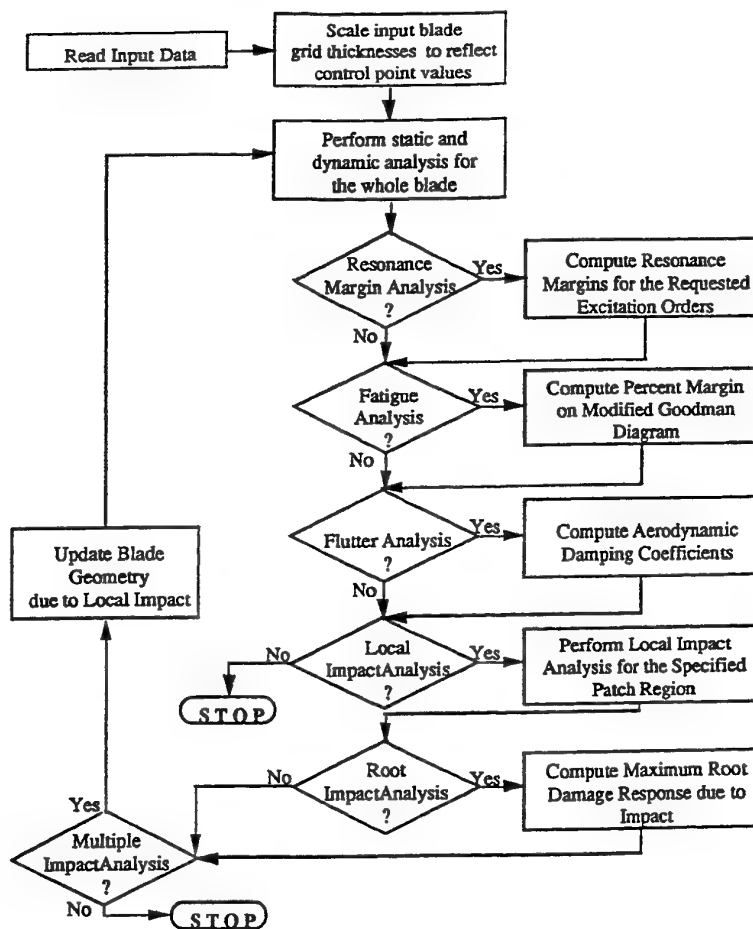 Read Input Data
Scale input blade
grid thicknesses to reflect
control point values
Perform static and
dynamic analysis for
the whole blade
Resonance
Margin Analysis
?
Yes
No
Compute Resonance
Margins for the Requested
Excitation Orders
Fatigue
Analysis
?
Yes
No
Compute Percent Margin
on Modified Goodman
Diagram
Flutter Analysis
?
Yes
No
Compute Aerodynamic
Damping Coefficients
Update Blade
Geometry
due to Local Impact
Local
ImpactAnalysis
?
No
Yes
Perform Local Impact
Analysis for the Specified
Patch Region
S T O P
Root
ImpactAnalysis
?
No
Yes
Compute Maximum Root
Damage Response due to
Impact
Yes
Multiple
ImpactAnalysis
?
No
S T O P